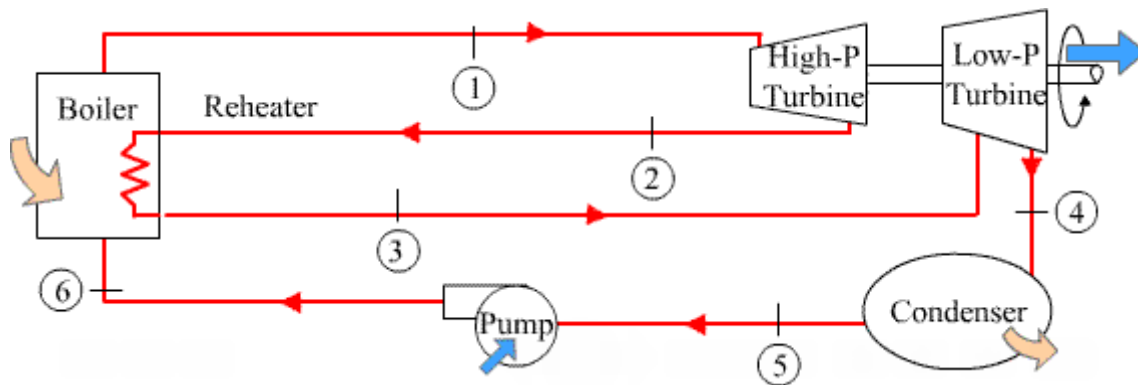 High-P
Turbine
Low-P
Turbine
1
Boiler
Reheater
2
3
4
6
Pump
Condenser
5